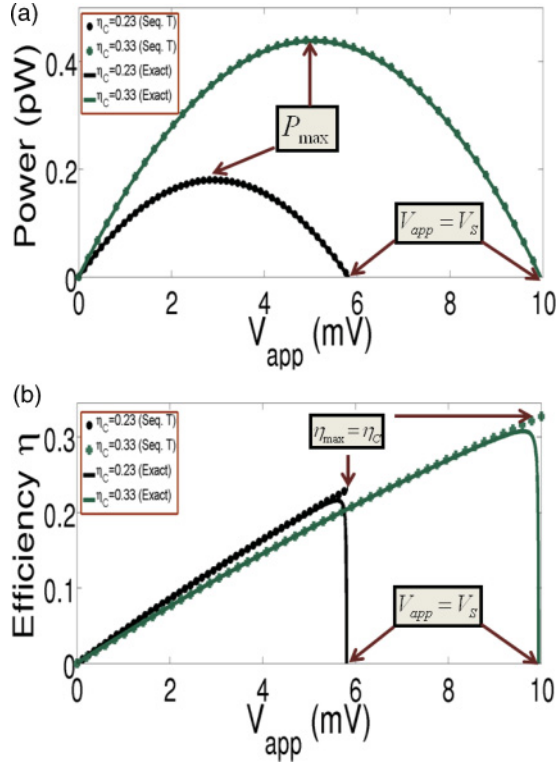 (a)
η_C=0.23 (Seq. T)
η_C=0.33 (Seq. T)
η_C=0.23 (Exact)
η_C=0.33 (Exact)
P_max
V_app = V_S
Power (pW)
0.4
0.2
0
0 2 4 6 8 10
V_app (mV)
(b)
η_C=0.23 (Seq. T)
η_C=0.33 (Seq. T)
η_C=0.23 (Exact)
η_C=0.33 (Exact)
η_max = η_C
V_app = V_S
Efficiency η
0.3
0.2
0.1
0
0 2 4 6 8 10
V_app (mV)